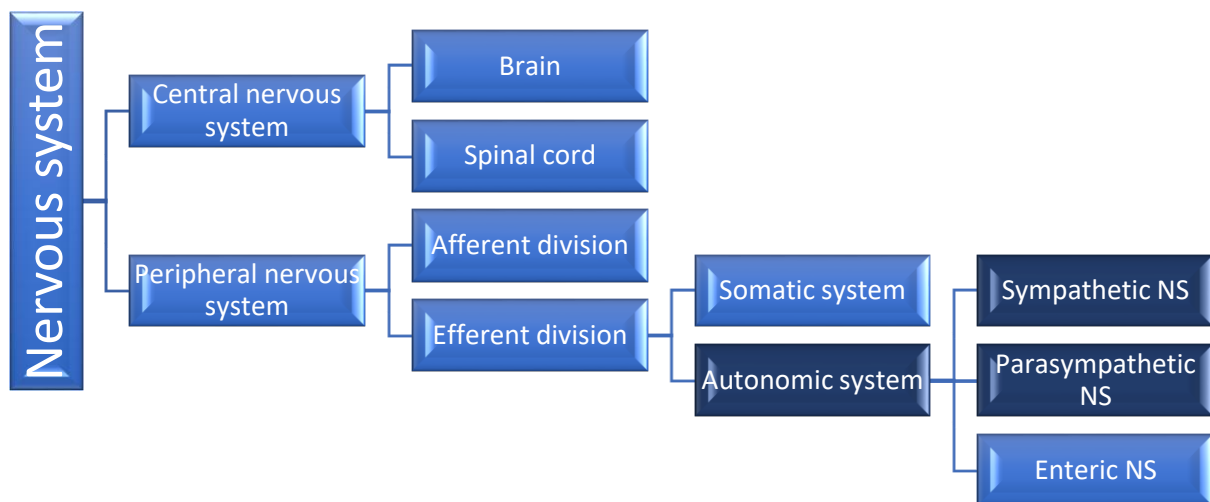 Nervous system
Central nervous
system
Brain
Spinal cord
Peripheral nervous
system
Afferent division
Efferent division
Somatic system
Autonomic system
Sympathetic NS
Parasympathetic
NS
Enteric NS